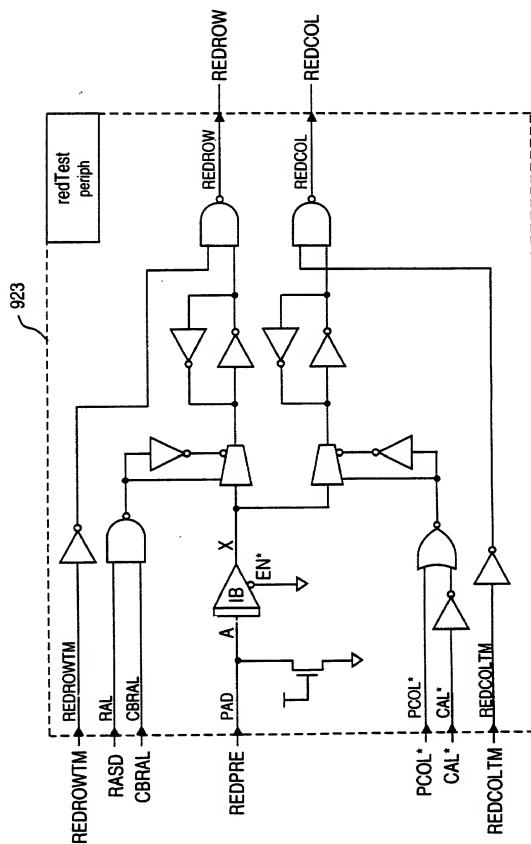 923
redTest
periph
REDROWTM
REDROWTM
RASD
RAL
CBRAL
CBRAL
REDPRE
PAD
A
IB
X
EN*
PCOL*
PCOL*
CAL*
CAL*
REDCOLTM
REDCOLTM
REDROW
REDROW
REDCOL
REDCOL